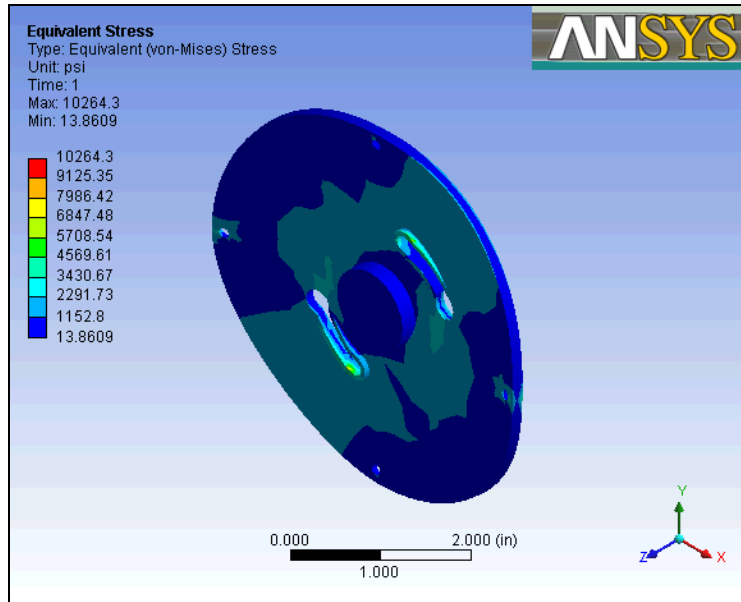 Equivalent Stress
Type: Equivalent (von-Mises) Stress
Unit: psi
Time: 1
Max: 10264.3
Min: 13.8609
ANSYS
10264.3
9125.35
7986.42
6847.48
5708.54
4569.61
3430.67
2291.73
1152.8
13.8609
0.000 2.000 (in)
1.000
Y
Z X